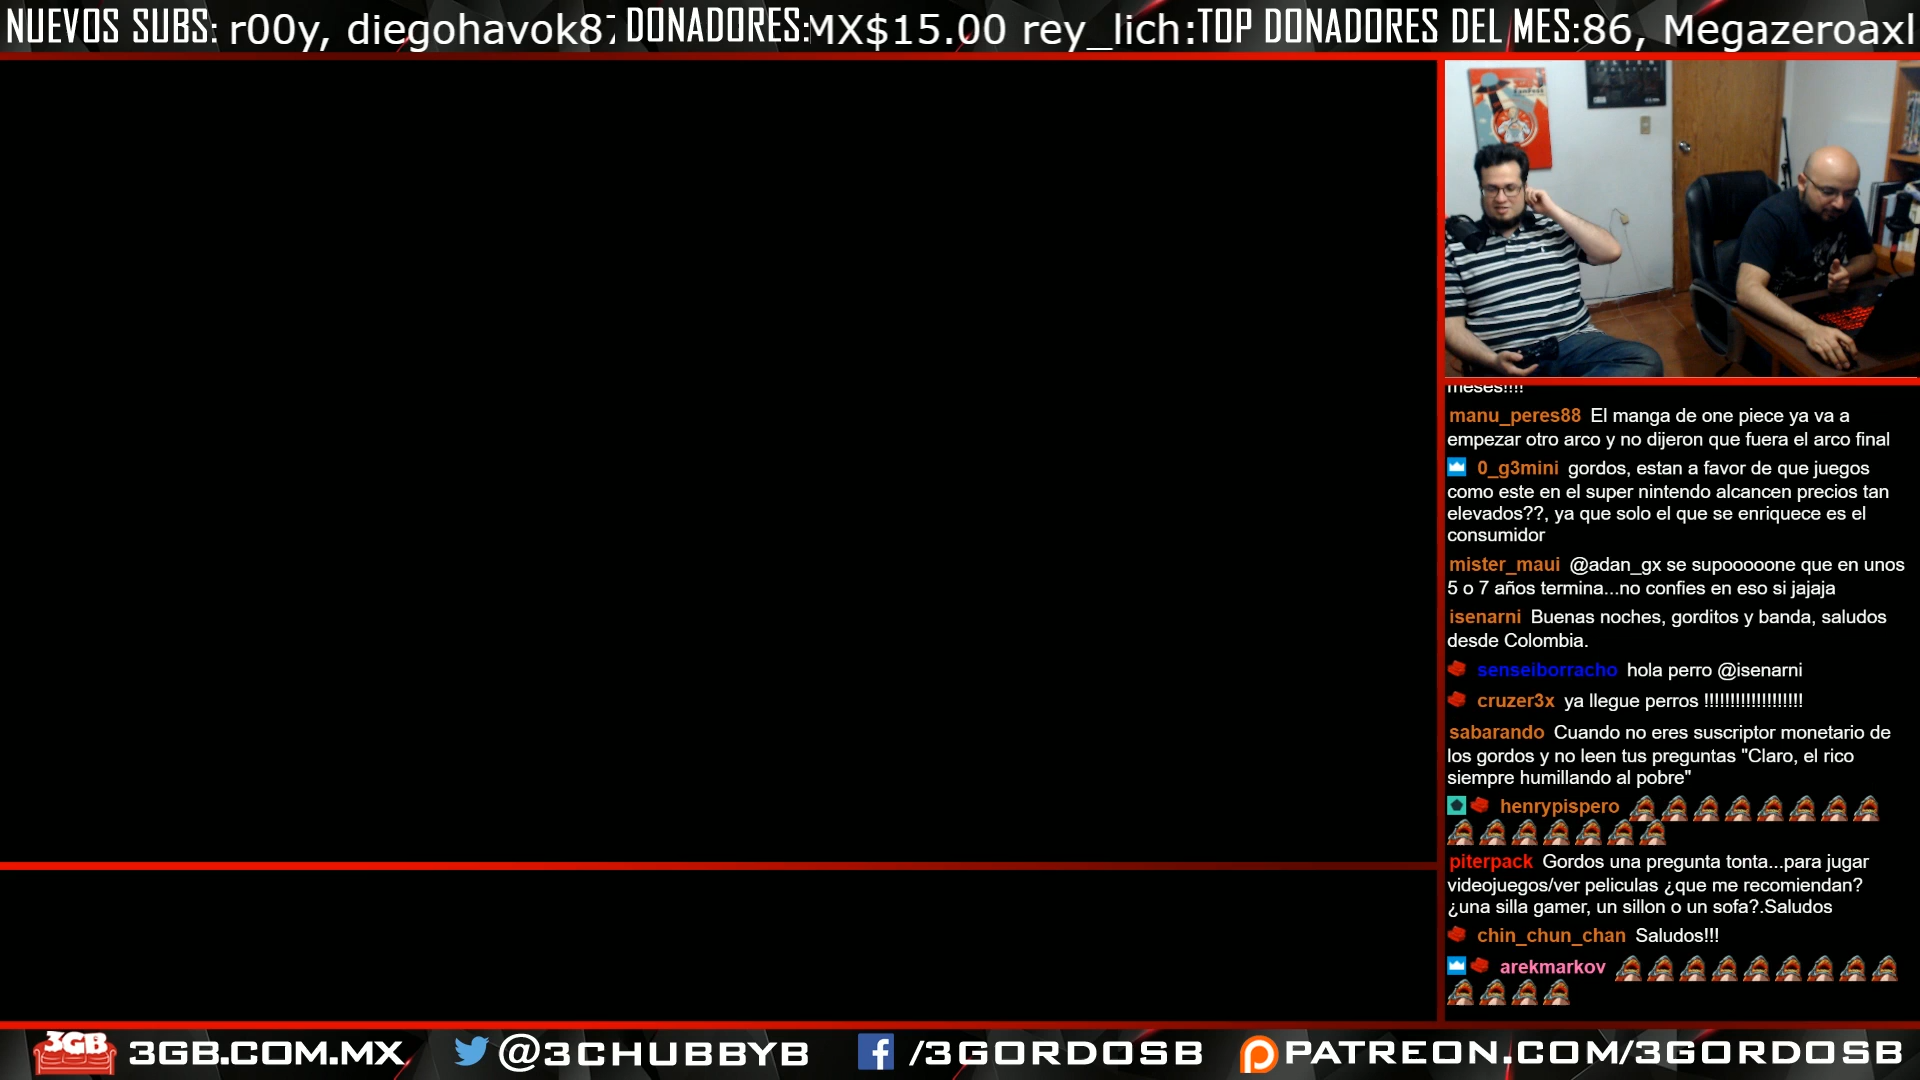 NUEVOS SUBS: r00y, diegohavok87 DONADORES: MX$15.00 rey_lich: TOP DONADORES DEL MES: 86, Megazeroaxl
meses!!!!
manu_peres88 El manga de one piece ya va a
empezar otro arco y no dijeron que fuera el arco final
0_g3mini gordos, estan a favor de que juegos
como este en el super nintendo alcancen precios tan
elevados??, ya que solo el que se enriquece es el
consumidor
mister_maui @adan_gx se supooooone que en unos
5 o 7 años termina...no confies en eso si jajaja
isenarni Buenas noches, gorditos y banda, saludos
desde Colombia.
senseiborracho hola perro @isenarni
cruzer3x ya llegue perros !!!!!!!!!!!!!!!!!!!
sabarando Cuando no eres suscriptor monetario de
los gordos y no leen tus preguntas "Claro, el rico
siempre humillando al pobre"
henrypispero
piterpack Gordos una pregunta tonta...para jugar
videojuegos/ver peliculas ¿que me recomiendan?
¿una silla gamer, un sillon o un sofa?.Saludos
chin_chun_chan Saludos!!!
arekmarkov
3GB 3GB.COM.MX @3CHUBBYB /3GORDOSB PATREON.COM/3GORDOSB